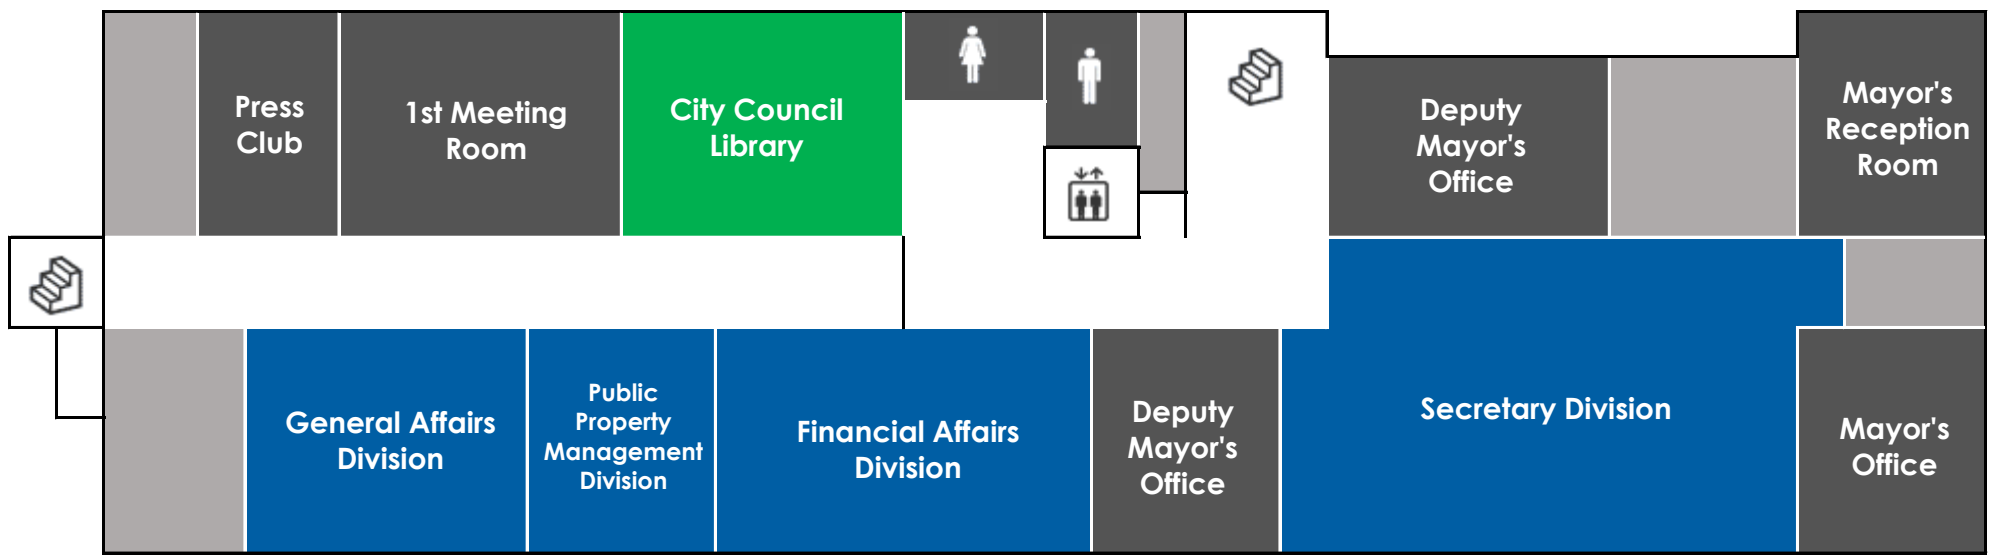 Press
Club
1st Meeting
Room
City Council
Library
Deputy
Mayor's
Office
Mayor's
Reception
Room
General Affairs
Division
Public
Property
Management
Division
Financial Affairs
Division
Deputy
Mayor's
Office
Secretary Division
Mayor's
Office